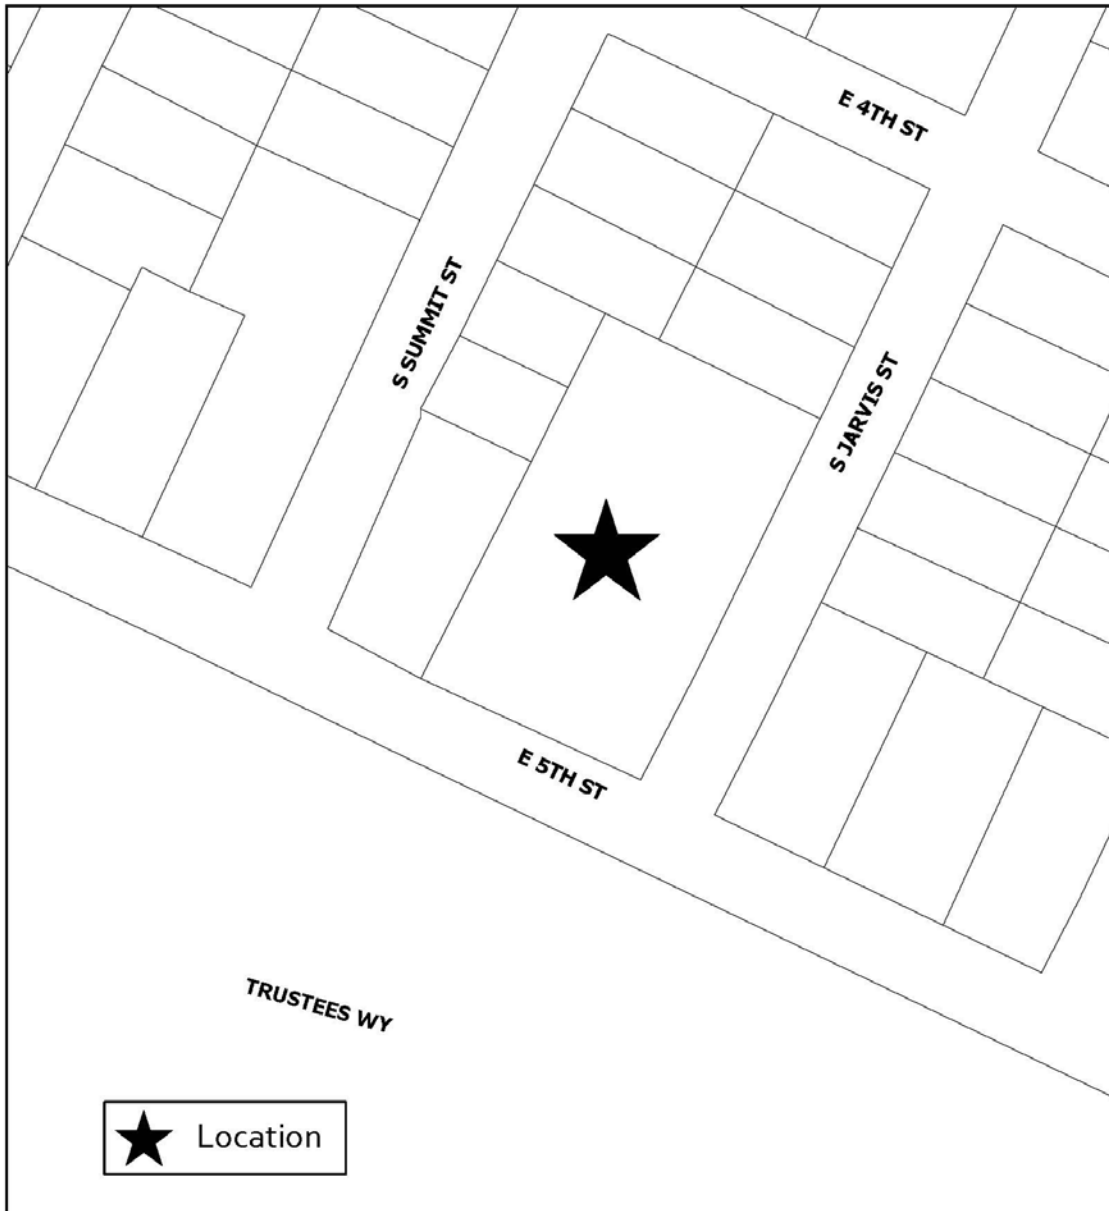 E 4TH ST
S SUMMIT ST
S JARVIS ST
E 5TH ST
TRUSTEES WY
Location